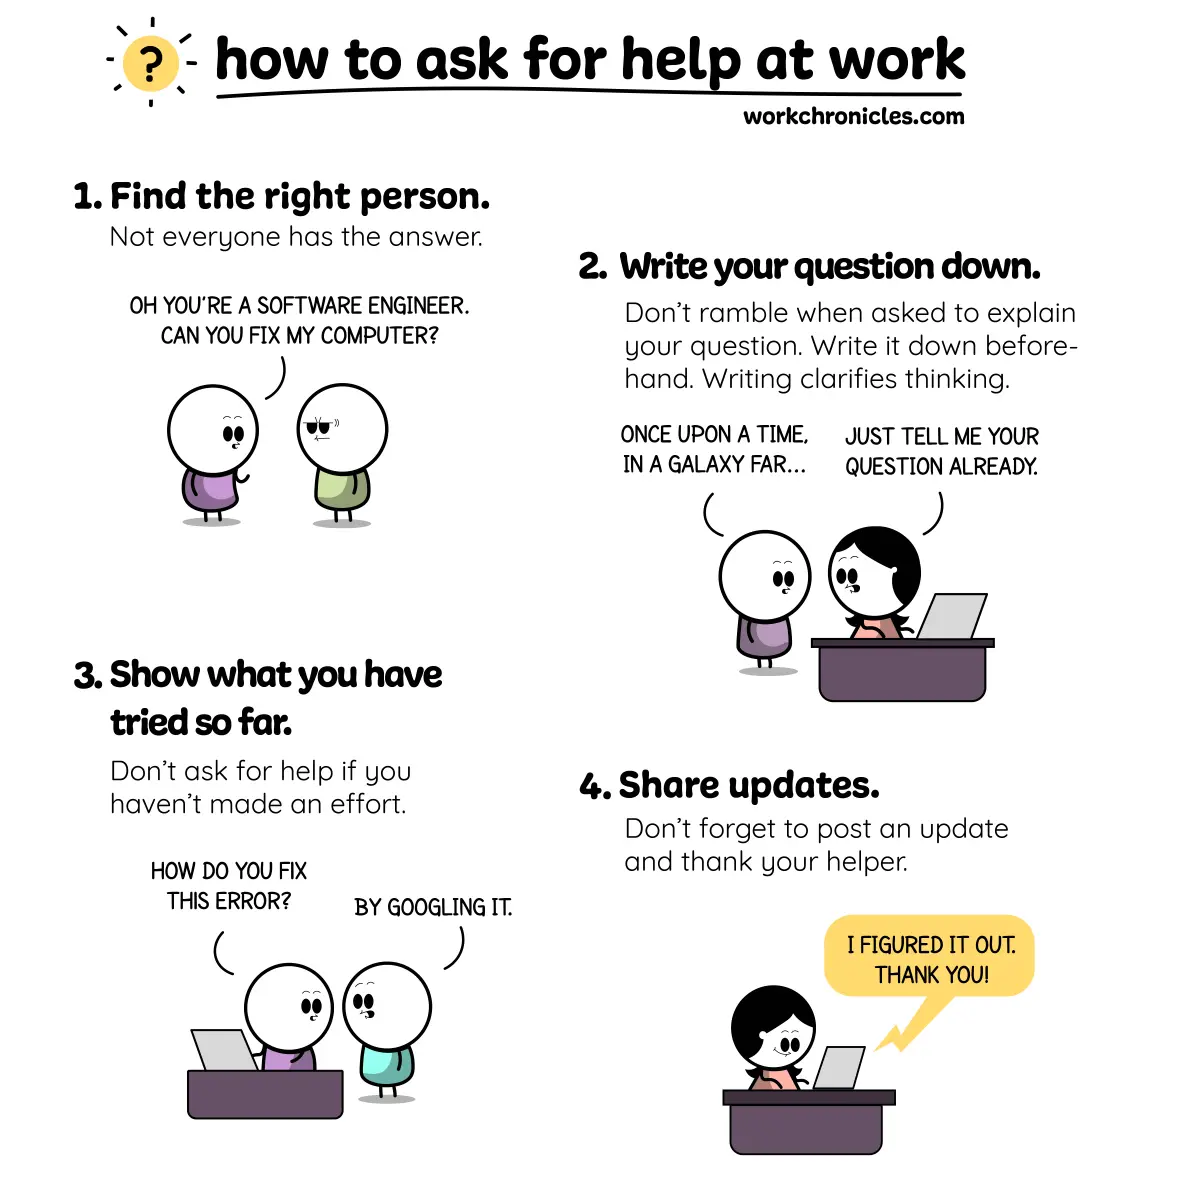 ?
how to ask for help at work
workchronicles.com
1. Find the right person.
Not everyone has the answer.
OH YOU'RE A SOFTWARE ENGINEER.
CAN YOU FIX MY COMPUTER?
2. Write your question down.
Don't ramble when asked to explain
your question. Write it down before-
hand. Writing clarifies thinking.
ONCE UPON A TIME,
IN A GALAXY FAR...
JUST TELL ME YOUR
QUESTION ALREADY.
3. Show what you have
tried so far.
Don't ask for help if you
haven't made an effort.
HOW DO YOU FIX
THIS ERROR?
BY GOOGLING IT.
4. Share updates.
Don't forget to post an update
and thank your helper.
I FIGURED IT OUT.
THANK YOU!